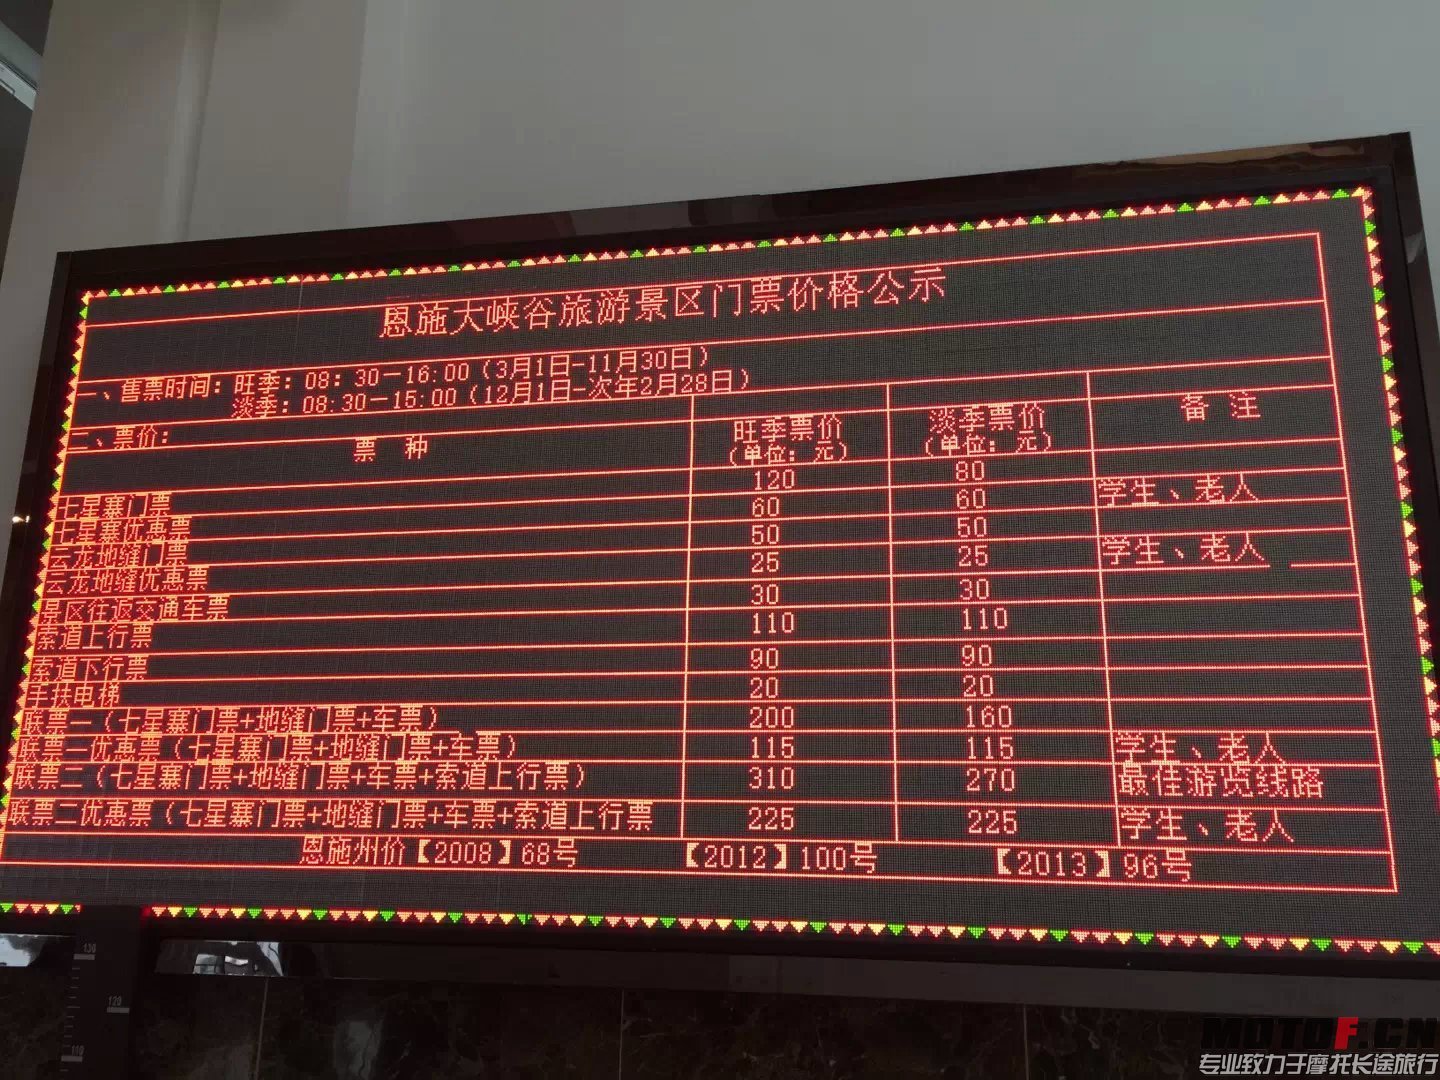 恩施大峡谷旅游景区门票价格公示
一、售票时间：旺季：08：30－16:00（3月1日-11月30日）
淡季：08:30－15:00（12月1日-次年2月28日）
二、票价：
票 种 旺季票价（单位：元） 淡季票价（单位：元） 备 注
七星寨门票 120 80
七星寨优惠票 60 60 学生、老人
云龙地缝门票 50 50
云龙地缝优惠票 25 25 学生、老人
景区往返交通车票 30 30
索道上行票 110 110
索道下行票 90 90
手扶电梯 20 20
联票一（七星寨门票+地缝门票+车票） 200 160
联票一优惠票（七星寨门票+地缝门票+车票） 115 115 学生、老人
联票二（七星寨门票+地缝门票+车票+索道上行票） 310 270 最佳游览线路
联票二优惠票（七星寨门票+地缝门票+车票+索道上行票 225 225 学生、老人
恩施州价【2008】68号 【2012】100号 【2013】96号
130
120
110
MOTOF.CN
专业致力于摩托长途旅行